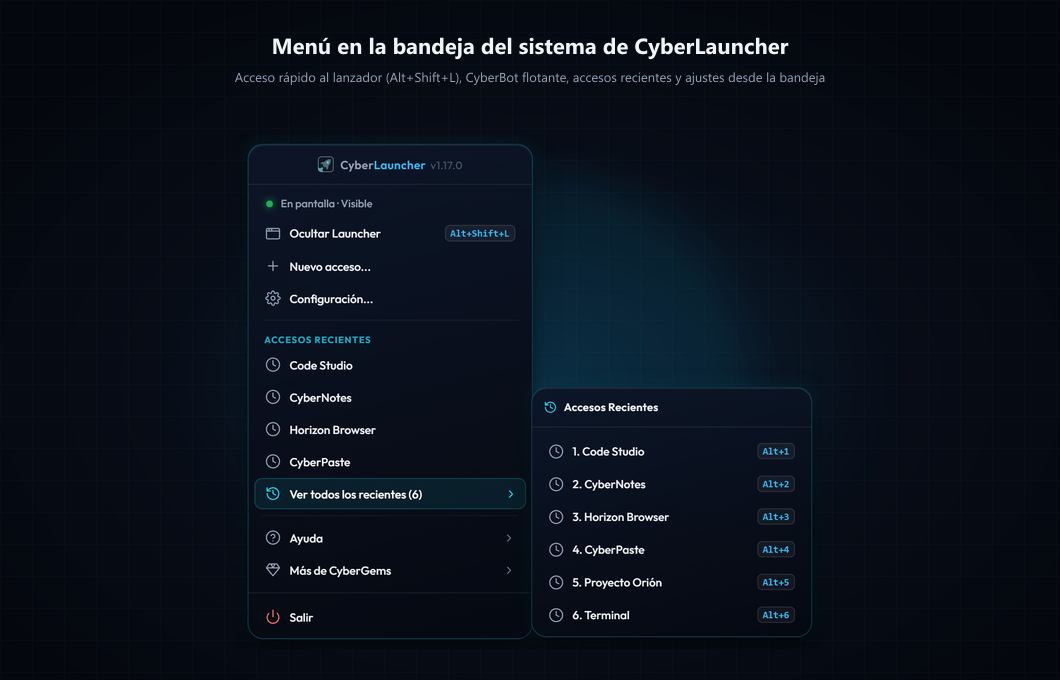 Menú en la bandeja del sistema de CyberLauncher
Acceso rápido al lanzador (Alt+Shift+L), CyberBot flotante, accesos recientes y ajustes desde la bandeja
CyberLauncher v1.17.0
En pantalla · Visible
Ocultar Launcher Alt+Shift+L
Nuevo acceso...
Configuración...
ACCESOS RECIENTES
Code Studio
CyberNotes
Horizon Browser
CyberPaste
Ver todos los recientes (6)
Ayuda
Más de CyberGems
Salir
Accesos Recientes
1. Code Studio Alt+1
2. CyberNotes Alt+2
3. Horizon Browser Alt+3
4. CyberPaste Alt+4
5. Proyecto Orión Alt+5
6. Terminal Alt+6